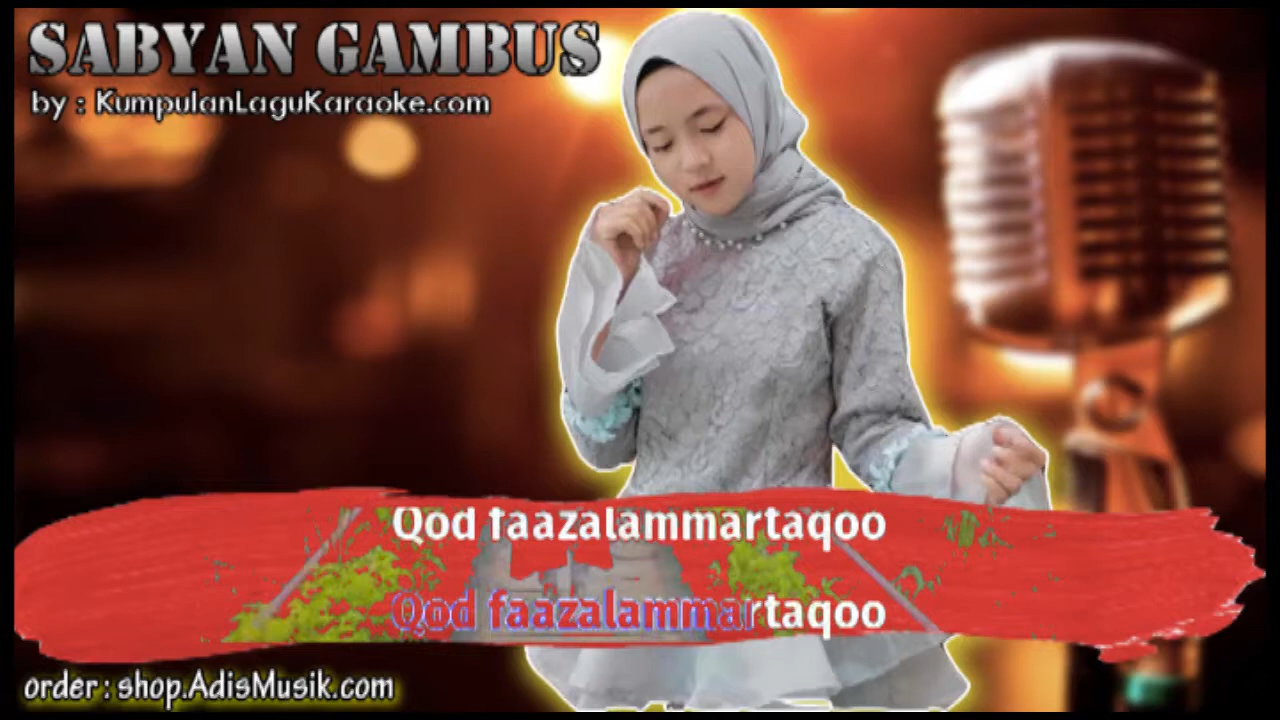 SABYAN GAMBUS
by : KumpulanLaguKaraoke.com
Qod faazalammartaqoo
Qod faazalammartaqoo
order : shop.AdisMusik.com